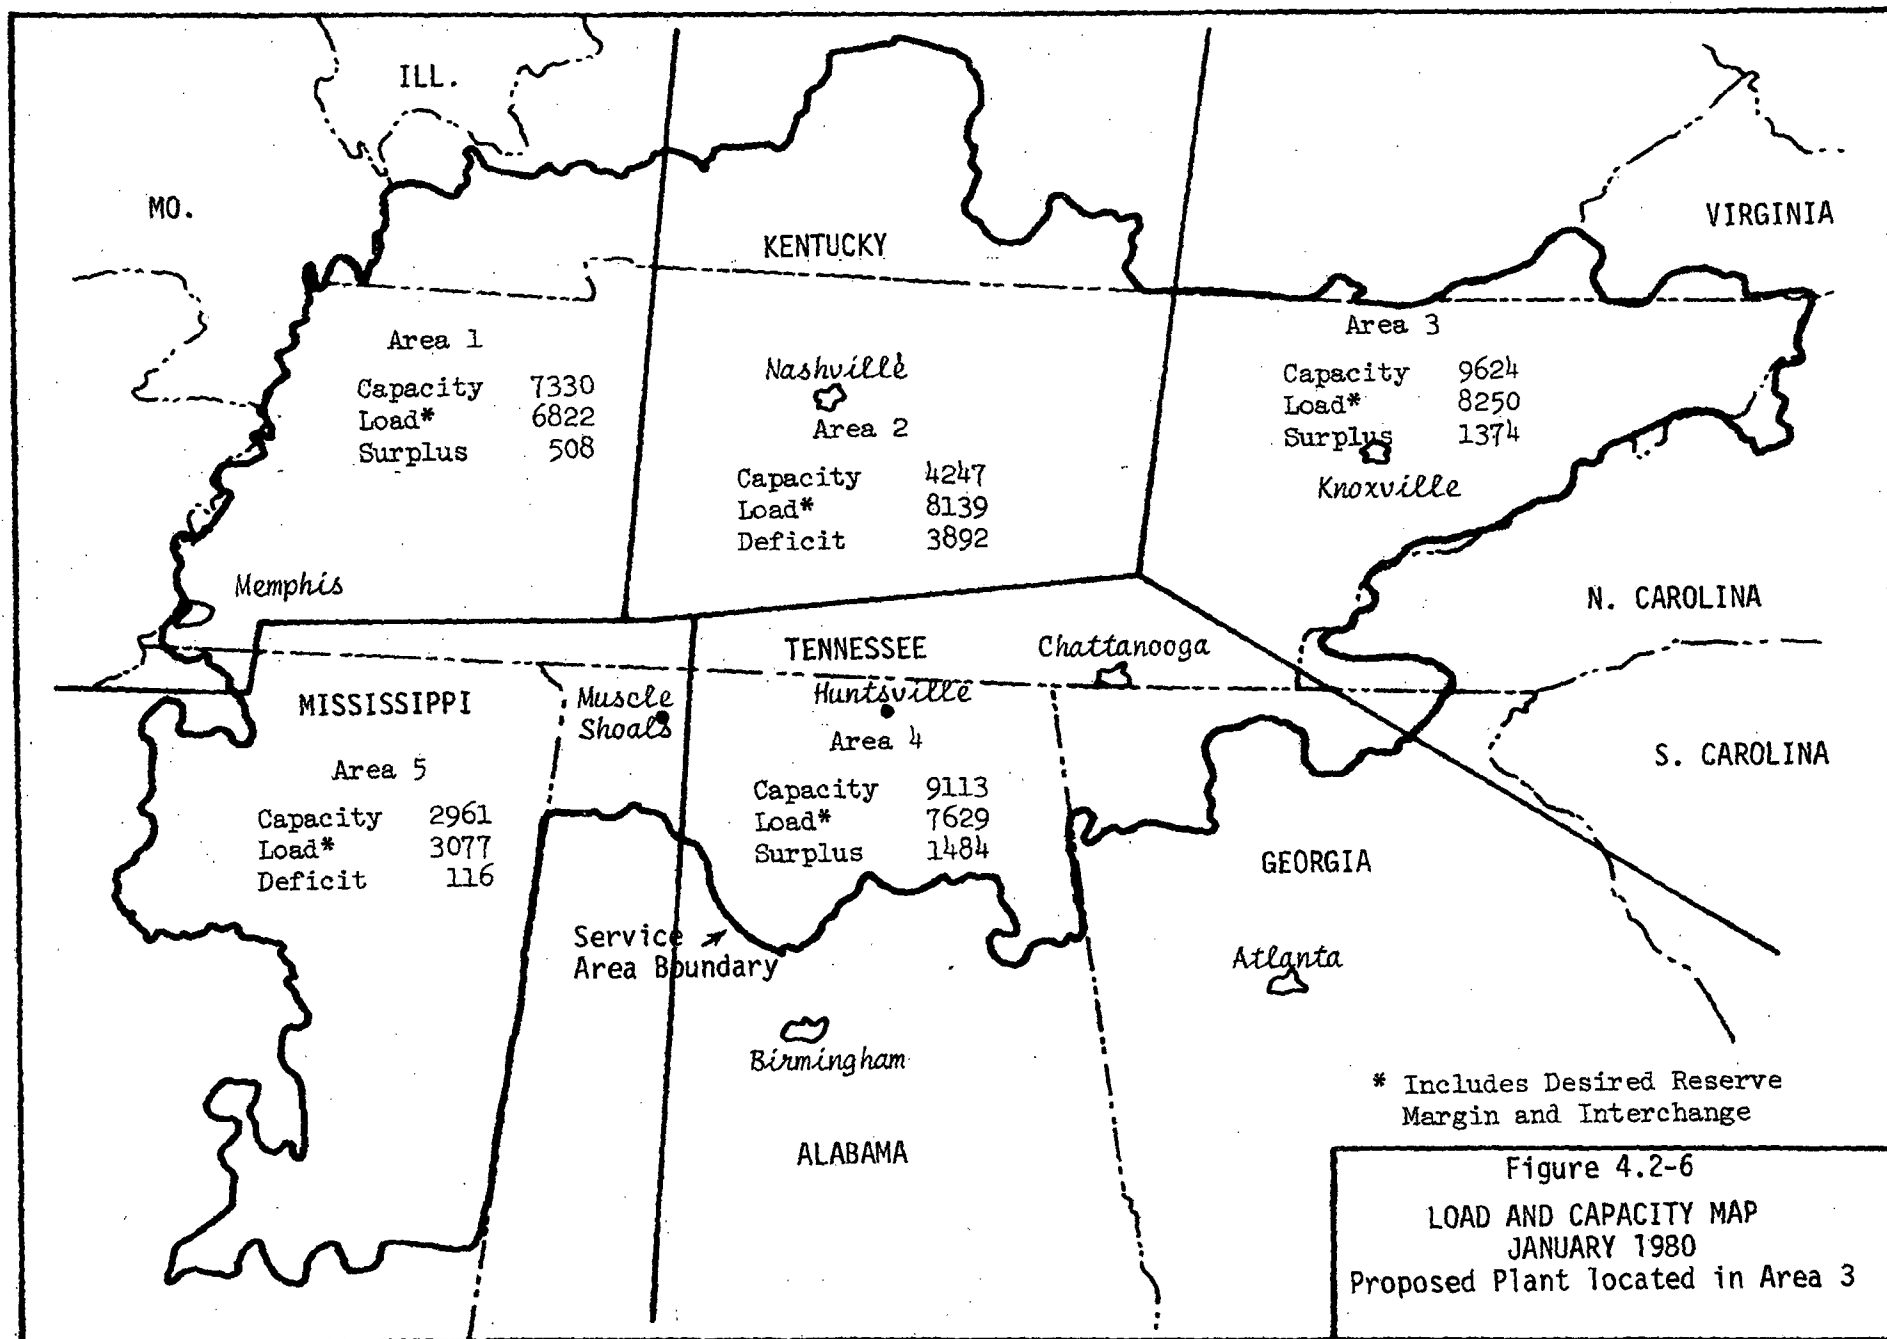 ILL.
MO.
VIRGINIA
KENTUCKY
Area 1
Capacity 7330
Load* 6822
Surplus 508
Nashville
Area 2
Capacity 4247
Load* 8139
Deficit 3892
Area 3
Capacity 9624
Load* 8250
Surplus 1374
Knoxville
Memphis
N. CAROLINA
TENNESSEE
Chattanooga
MISSISSIPPI
Muscle
Shoals
Huntsville
Area 4
Capacity 9113
Load* 7629
Surplus 1484
S. CAROLINA
Area 5
Capacity 2961
Load* 3077
Deficit 116
GEORGIA
Service
Area Boundary
Atlanta
Birmingham
ALABAMA
* Includes Desired Reserve
Margin and Interchange
Figure 4.2-6
LOAD AND CAPACITY MAP
JANUARY 1980
Proposed Plant located in Area 3